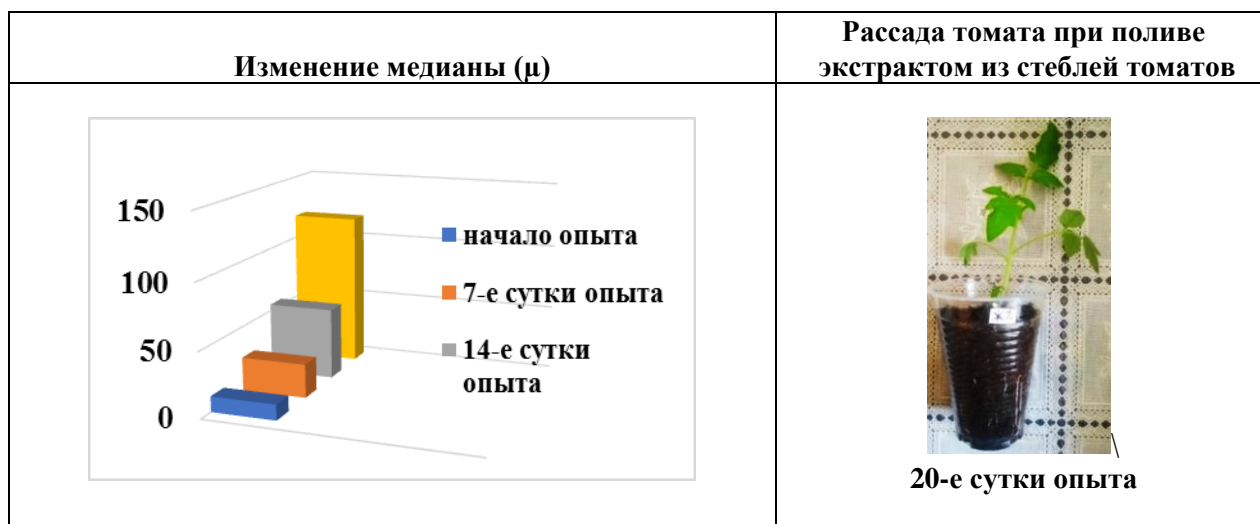 Изменение медианы (μ)
Рассада томата при поливе
экстрактом из стеблей томатов
150
100
50
0
начало опыта
7-е сутки опыта
14-е сутки
опыта
20-е сутки опыта